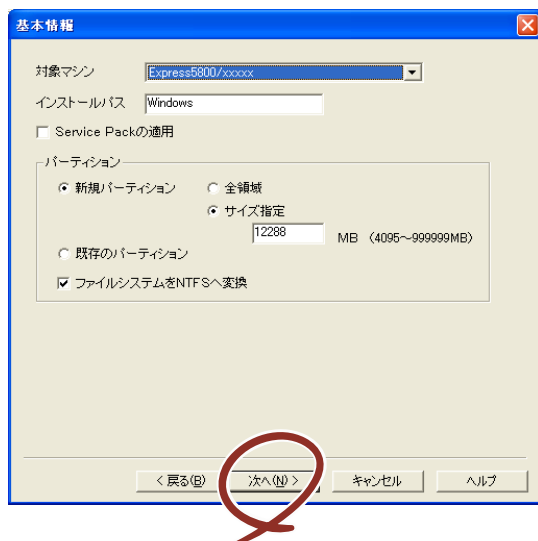 基本情報
対象マシン Express5800/xxxxx
インストールパス Windows
Service Packの適用
パーティション
新規パーティション 全領域
サイズ指定
12288 MB (4095～999999MB)
既存のパーティション
ファイルシステムをNTFSへ変換
< 戻る(B) 次へ(N) > キャンセル ヘルプ